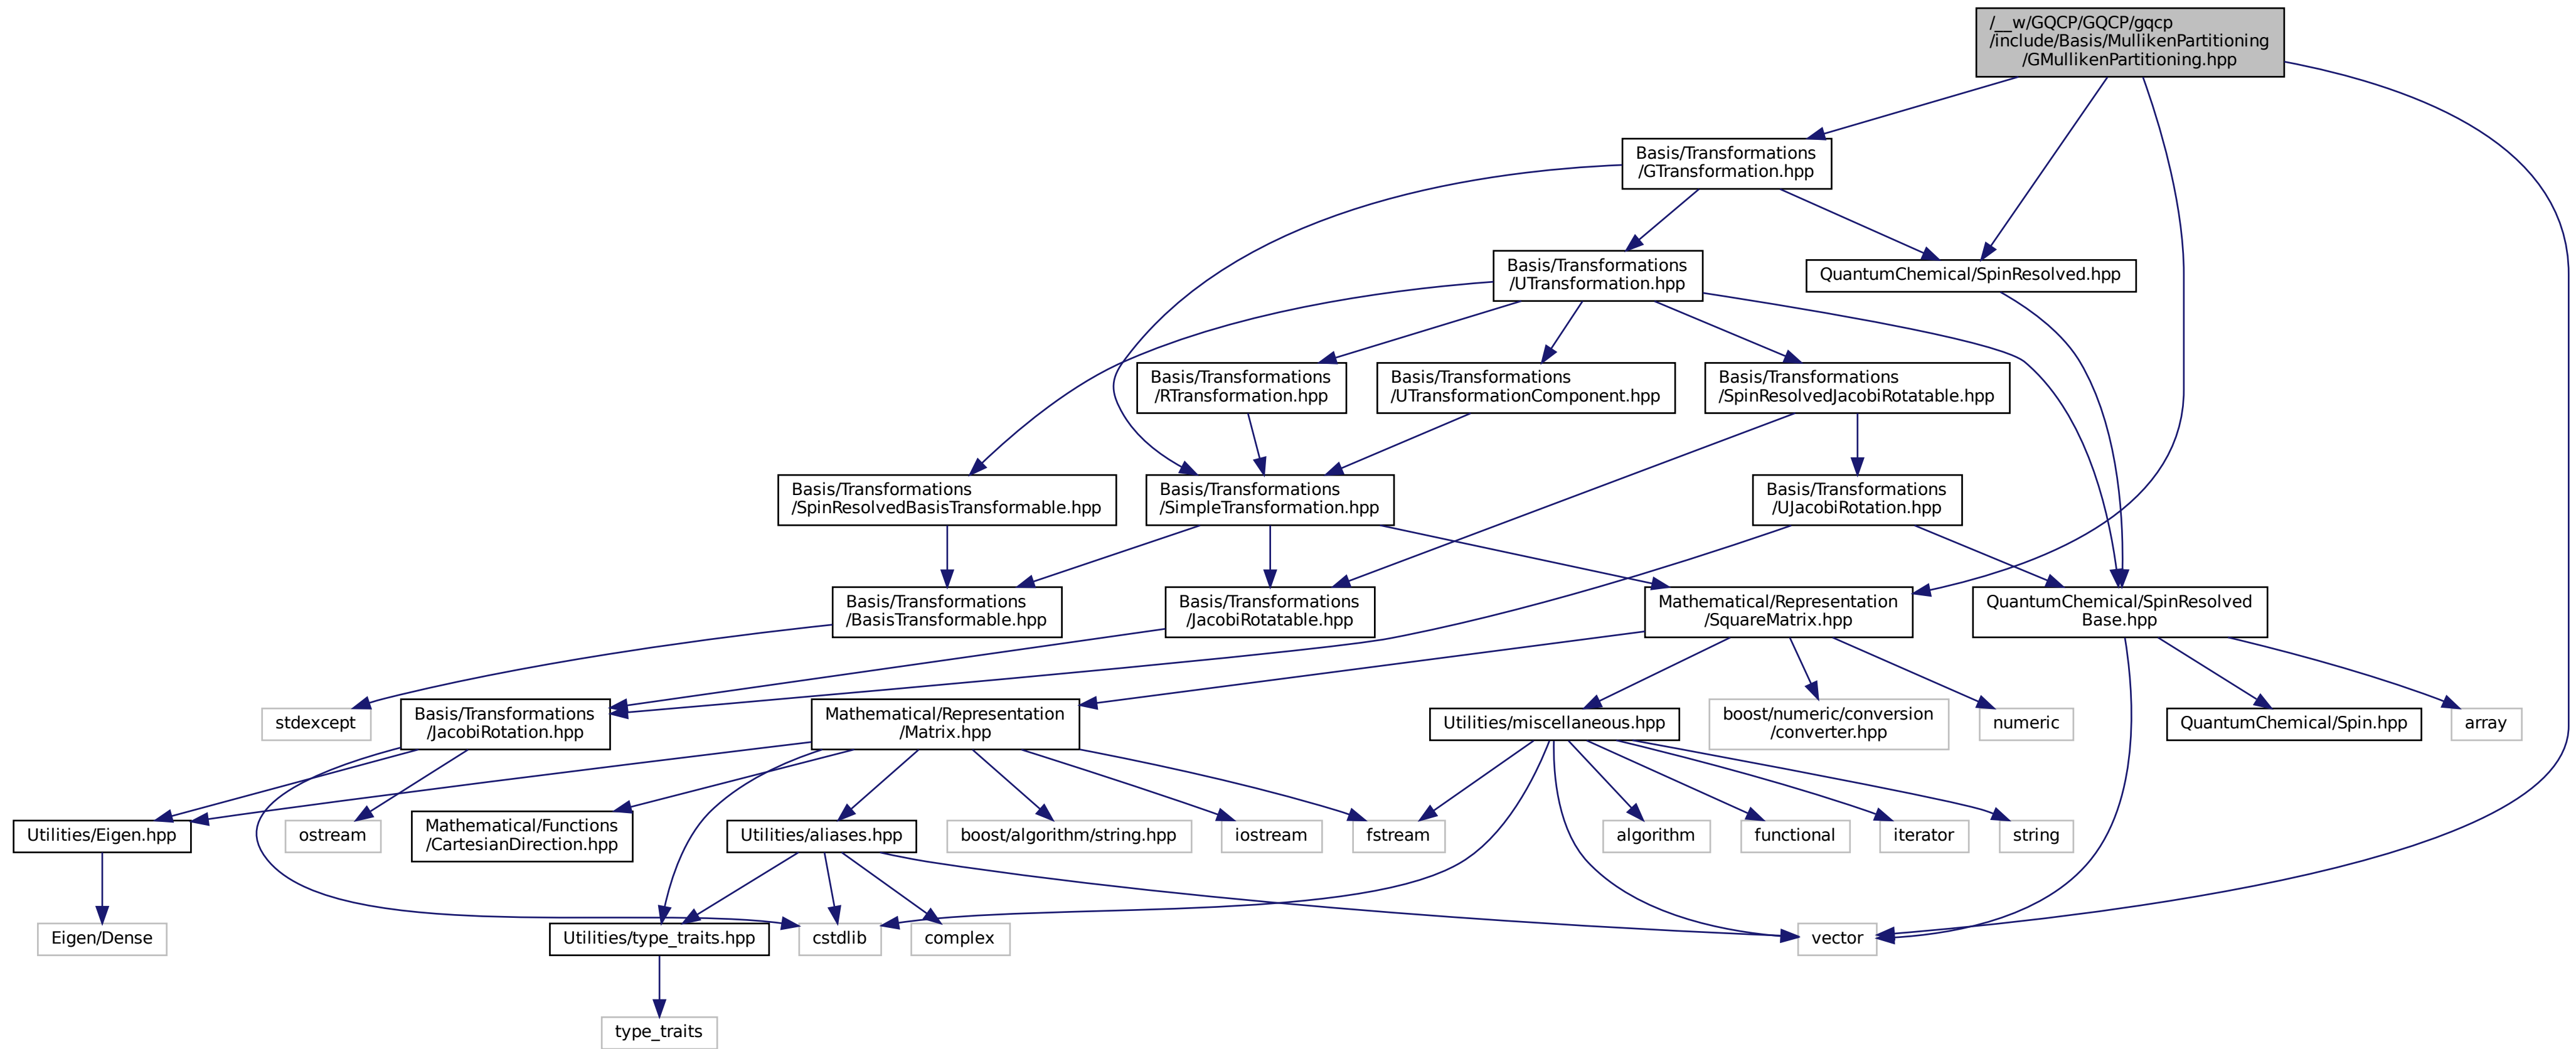 /__w/GQCP/GQCP/gqcp
/include/Basis/MullikenPartitioning
/GMullikenPartitioning.hpp
Basis/Transformations
/GTransformation.hpp
Basis/Transformations
/UTransformation.hpp
QuantumChemical/SpinResolved.hpp
Basis/Transformations
/RTransformation.hpp
Basis/Transformations
/UTransformationComponent.hpp
Basis/Transformations
/SpinResolvedJacobiRotatable.hpp
Basis/Transformations
/SpinResolvedBasisTransformable.hpp
Basis/Transformations
/SimpleTransformation.hpp
Basis/Transformations
/UJacobiRotation.hpp
Basis/Transformations
/BasisTransformable.hpp
Basis/Transformations
/JacobiRotatable.hpp
Mathematical/Representation
/SquareMatrix.hpp
QuantumChemical/SpinResolved
Base.hpp
stdexcept
Basis/Transformations
/JacobiRotation.hpp
Mathematical/Representation
/Matrix.hpp
Utilities/miscellaneous.hpp
boost/numeric/conversion
/converter.hpp
numeric
QuantumChemical/Spin.hpp
array
Utilities/Eigen.hpp
ostream
Mathematical/Functions
/CartesianDirection.hpp
Utilities/aliases.hpp
boost/algorithm/string.hpp
iostream
fstream
algorithm
functional
iterator
string
Eigen/Dense
Utilities/type_traits.hpp
cstdlib
complex
vector
type_traits